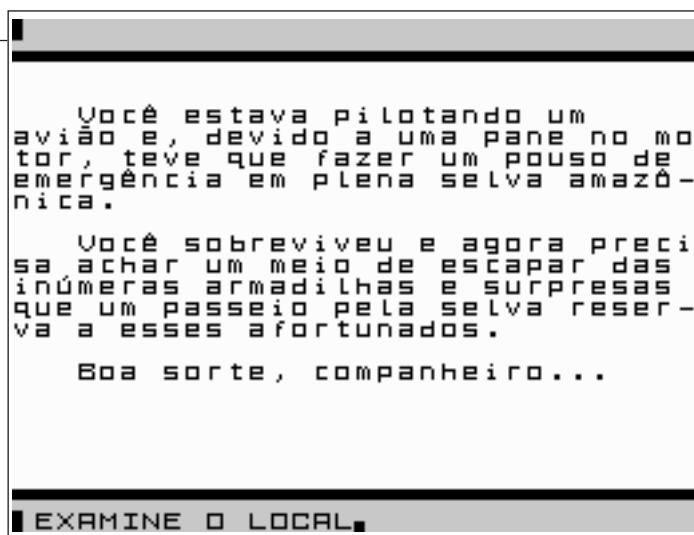 Você estava pilotando um
avião e, devido a uma pane no mo
tor, teve que fazer um pouso de
emergência em plena selva amazô-
nica.
Você sobreviveu e agora preci
sa achar um meio de escapar das
inúmeras armadilhas e surpresas
que um passeio pela selva reser-
va a esses afortunados.
Boa sorte, companheiro...
EXAMINE O LOCAL